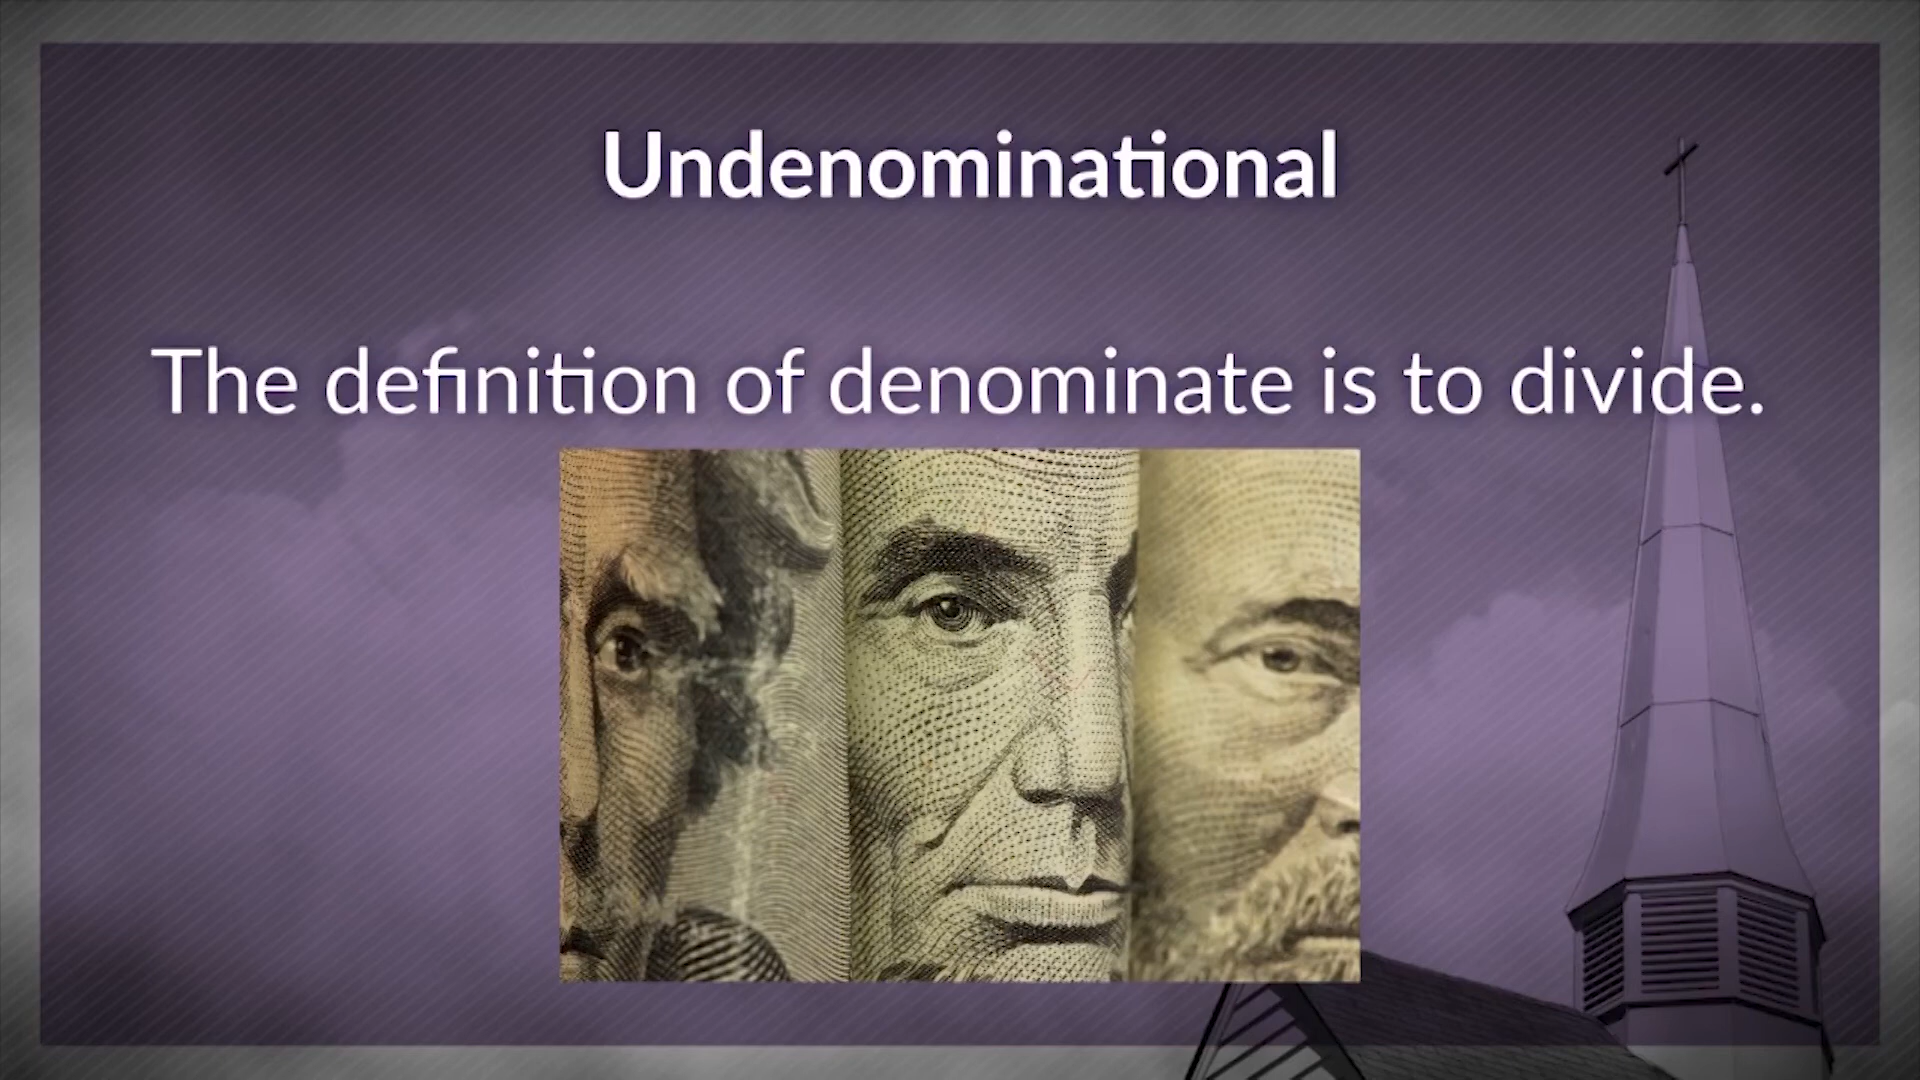 Undenominational
The definition of denominate is to divide.